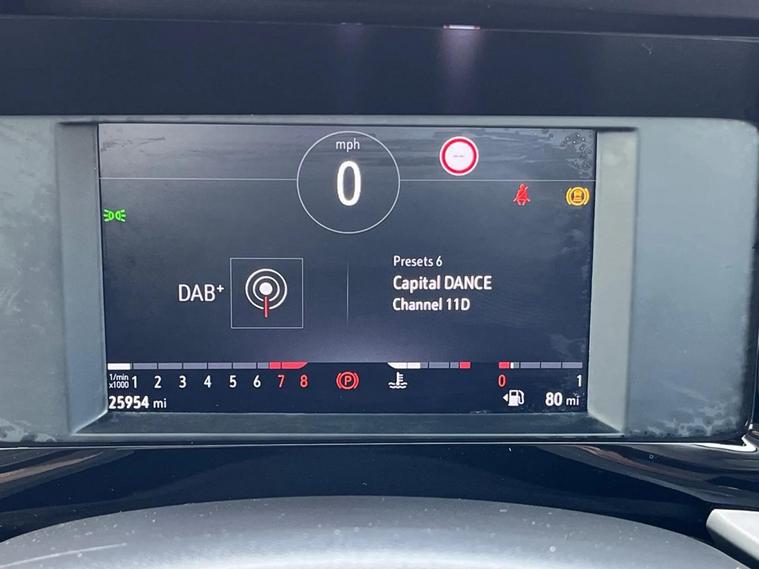 mph
0
Presets 6
DAB+
Capital DANCE
Channel 11D
1/min
x1000
1 2 3 4 5 6 7 8
P
0 1
25954 mi
80 mi